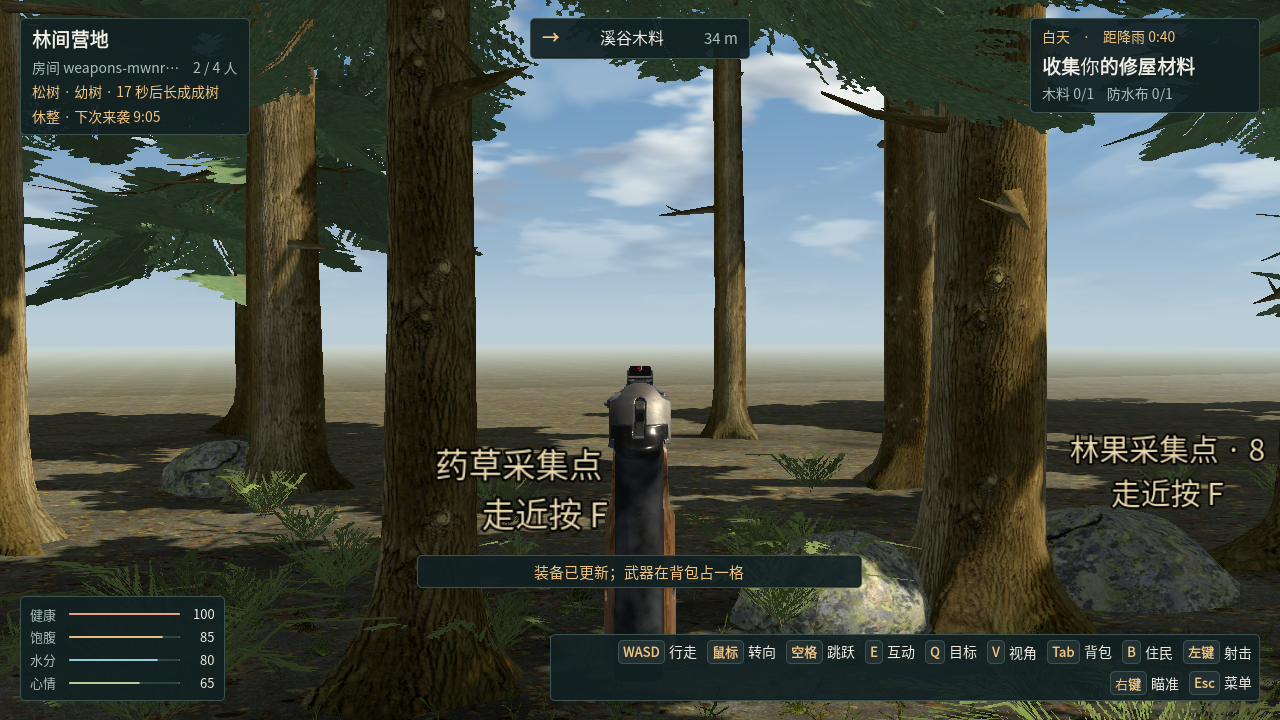 林间营地
房间 weapons-mwnr··· 2 / 4 人
松树 · 幼树 · 17 秒后长成成树
休整 · 下次来袭 9:05
→ 溪谷木料 34 m
白天 · 距降雨 0:40
收集你的修屋材料
木料 0/1 防水布 0/1
药草采集点
走近按 F
林果采集点 · 8
走近按 F
装备已更新；武器在背包占一格
健康 100
饱腹 85
水分 80
心情 65
WASD 行走 鼠标 转向 空格 跳跃 E 互动 Q 目标 V 视角 Tab 背包 B 住民 左键 射击
右键 瞄准 Esc 菜单